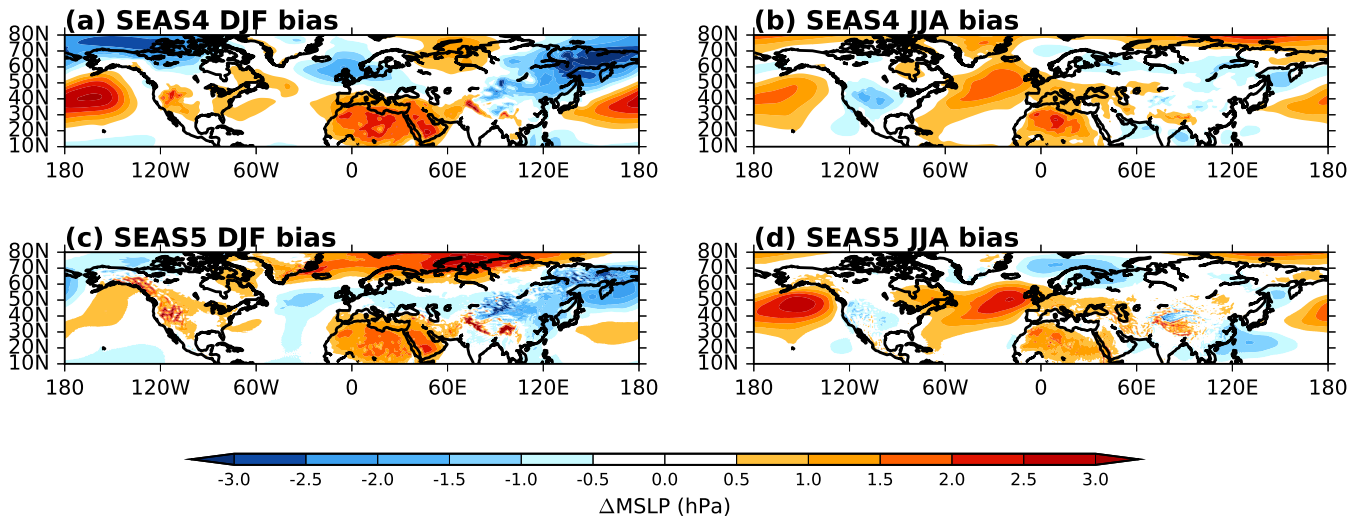 (a) SEAS4 DJF bias
80N
70N
60N
50N
40N
30N
20N
10N
180 120W 60W 0 60E 120E 180
(b) SEAS4 JJA bias
80N
70N
60N
50N
40N
30N
20N
10N
180 120W 60W 0 60E 120E 180
(c) SEAS5 DJF bias
80N
70N
60N
50N
40N
30N
20N
10N
180 120W 60W 0 60E 120E 180
(d) SEAS5 JJA bias
80N
70N
60N
50N
40N
30N
20N
10N
180 120W 60W 0 60E 120E 180
-3.0 -2.5 -2.0 -1.5 -1.0 -0.5 0.0 0.5 1.0 1.5 2.0 2.5 3.0
ΔMSLP (hPa)